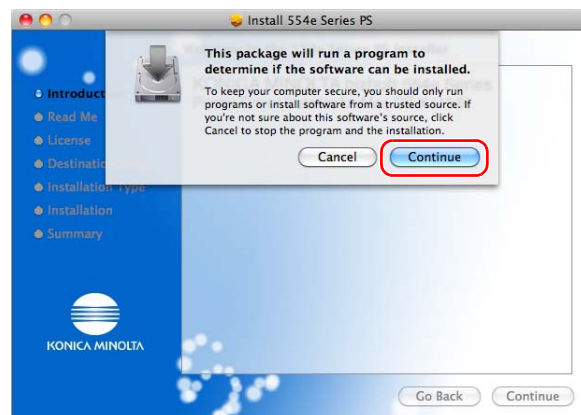 Install 554e Series PS
This package will run a program to
determine if the software can be installed.
To keep your computer secure, you should only run
programs or install software from a trusted source. If
you're not sure about this software's source, click
Cancel to stop the program and the installation.
Cancel Continue
Introduct
Read Me
License
Destinatio
Installation Type
Installation
Summary
KONICA MINOLTA
Go Back Continue